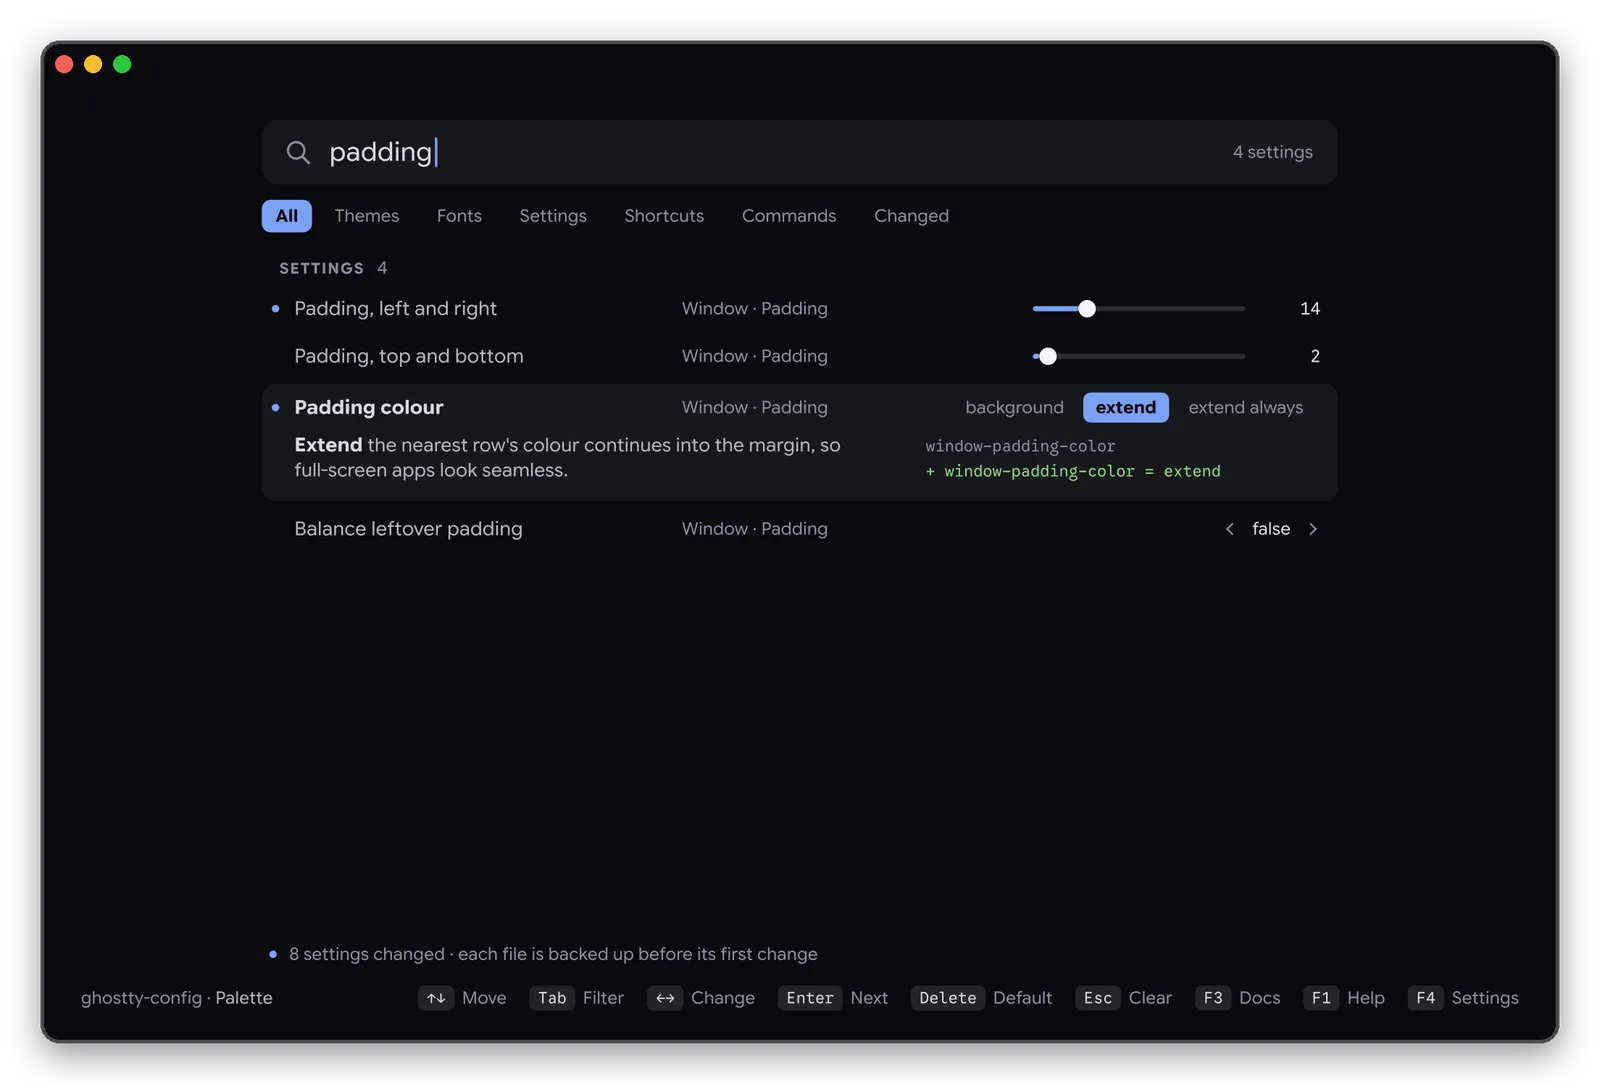 padding
4 settings
All Themes Fonts Settings Shortcuts Commands Changed
SETTINGS 4
Padding, left and right Window · Padding 14
Padding, top and bottom Window · Padding 2
Padding colour Window · Padding background extend extend always
Extend the nearest row's colour continues into the margin, so
full-screen apps look seamless.
window-padding-color
+ window-padding-color = extend
Balance leftover padding Window · Padding < false >
8 settings changed · each file is backed up before its first change
ghostty-config · Palette ↑↓ Move Tab Filter ↔ Change Enter Next Delete Default Esc Clear F3 Docs F1 Help F4 Settings